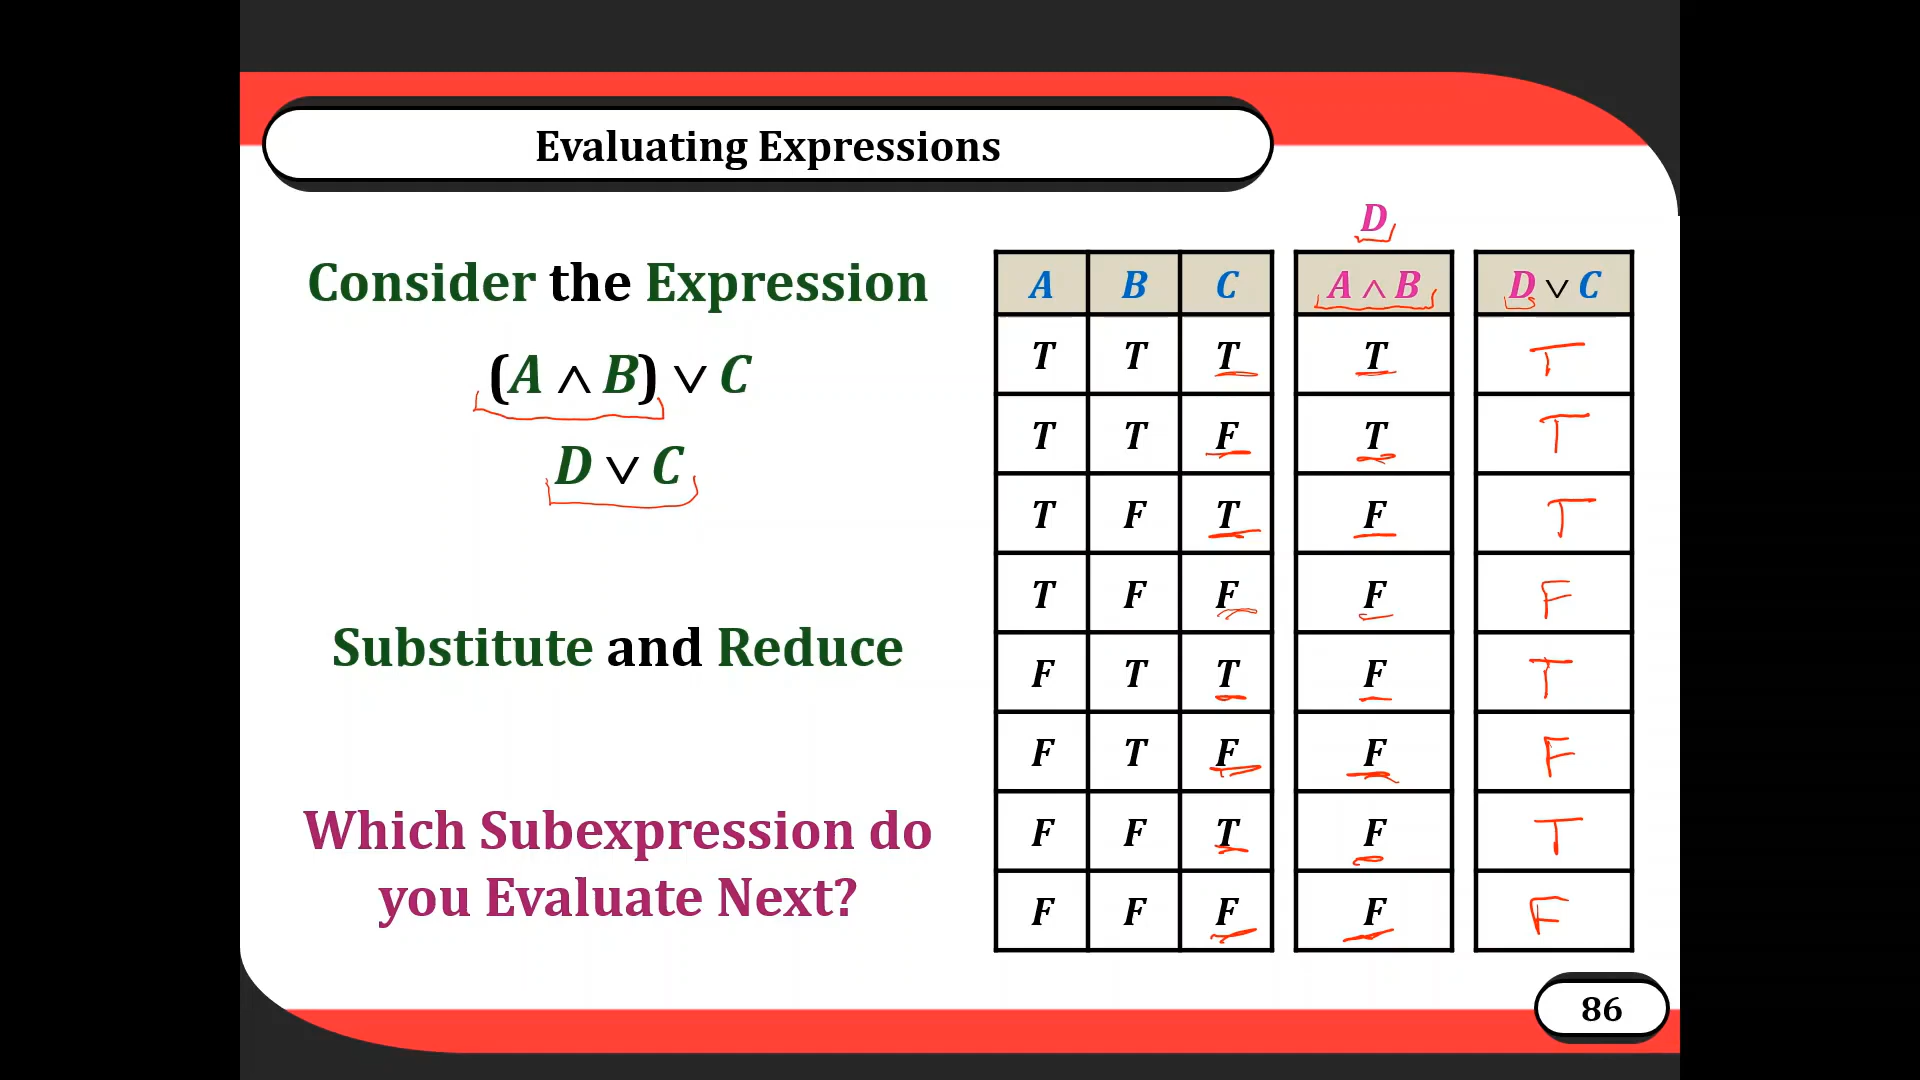 Evaluating Expressions
Consider the Expression
(A ∧ B) ∨ C
D ∨ C
Substitute and Reduce
Which Subexpression do
you Evaluate Next?
D
A B C A ∧ B D ∨ C
T T T T T
T T F T T
T F T F T
T F F F F
F T T F T
F T F F F
F F T F T
F F F F F
86